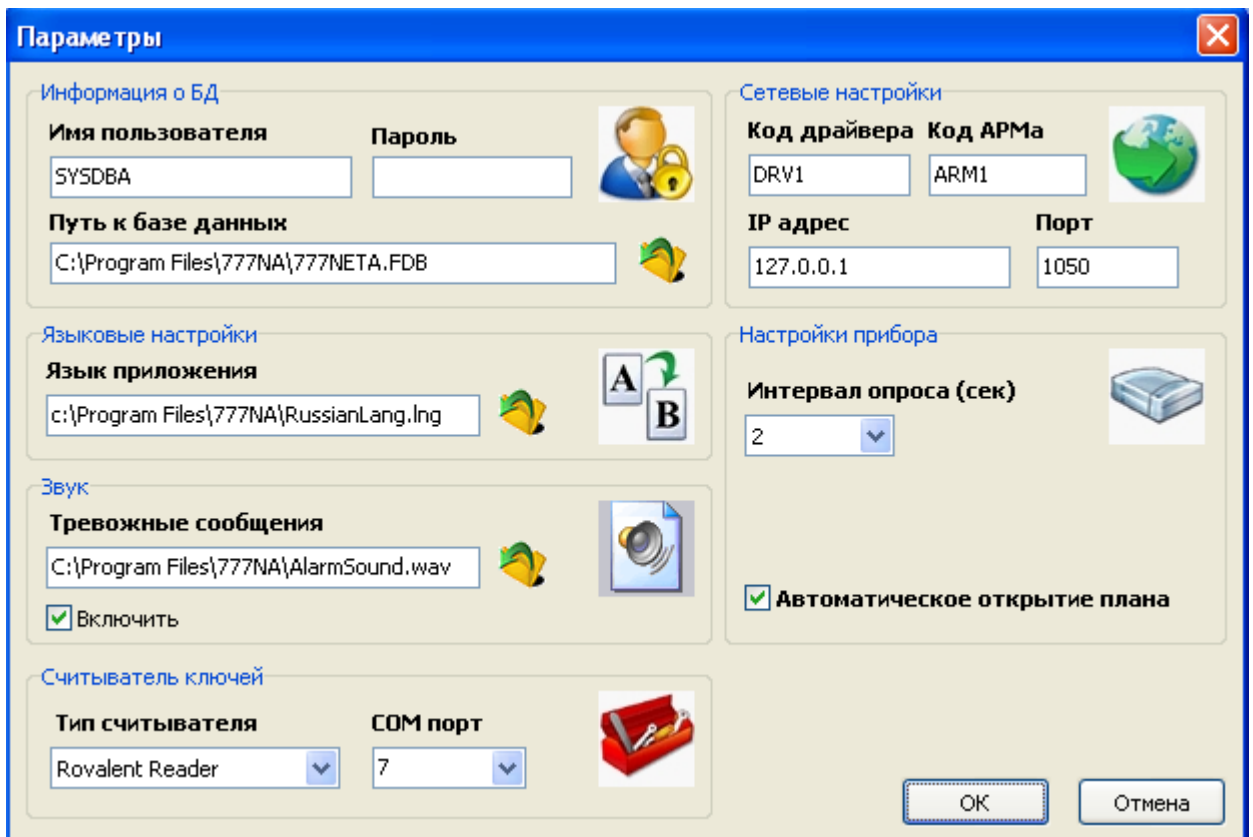 Параметры
Информация о БД
Имя пользователя
Пароль
SYSDBA
Путь к базе данных
C:\Program Files\777NA\777NETA.FDB
Сетевые настройки
Код драйвера
Код АРМа
DRV1
ARM1
IP адрес
Порт
127.0.0.1
1050
Языковые настройки
Язык приложения
c:\Program Files\777NA\RussianLang.lng
A
B
Настройки прибора
Интервал опроса (сек)
2
Автоматическое открытие плана
Звук
Тревожные сообщения
C:\Program Files\777NA\AlarmSound.wav
Включить
Считыватель ключей
Тип считывателя
COM порт
Rovalent Reader
7
OK
Отмена